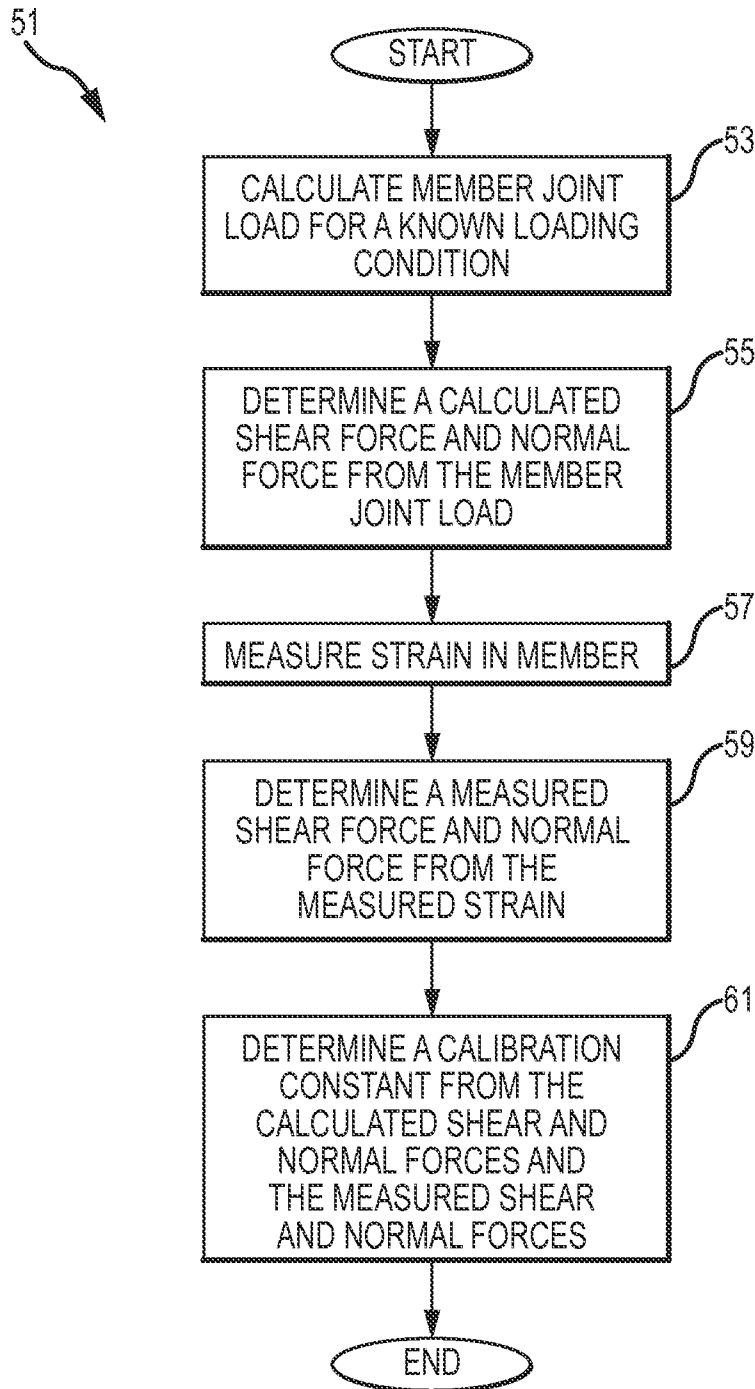 51
START
53
CALCULATE MEMBER JOINT
LOAD FOR A KNOWN LOADING
CONDITION
55
DETERMINE A CALCULATED
SHEAR FORCE AND NORMAL
FORCE FROM THE MEMBER
JOINT LOAD
57
MEASURE STRAIN IN MEMBER
59
DETERMINE A MEASURED
SHEAR FORCE AND NORMAL
FORCE FROM THE
MEASURED STRAIN
61
DETERMINE A CALIBRATION
CONSTANT FROM THE
CALCULATED SHEAR AND
NORMAL FORCES AND
THE MEASURED SHEAR
AND NORMAL FORCES
END